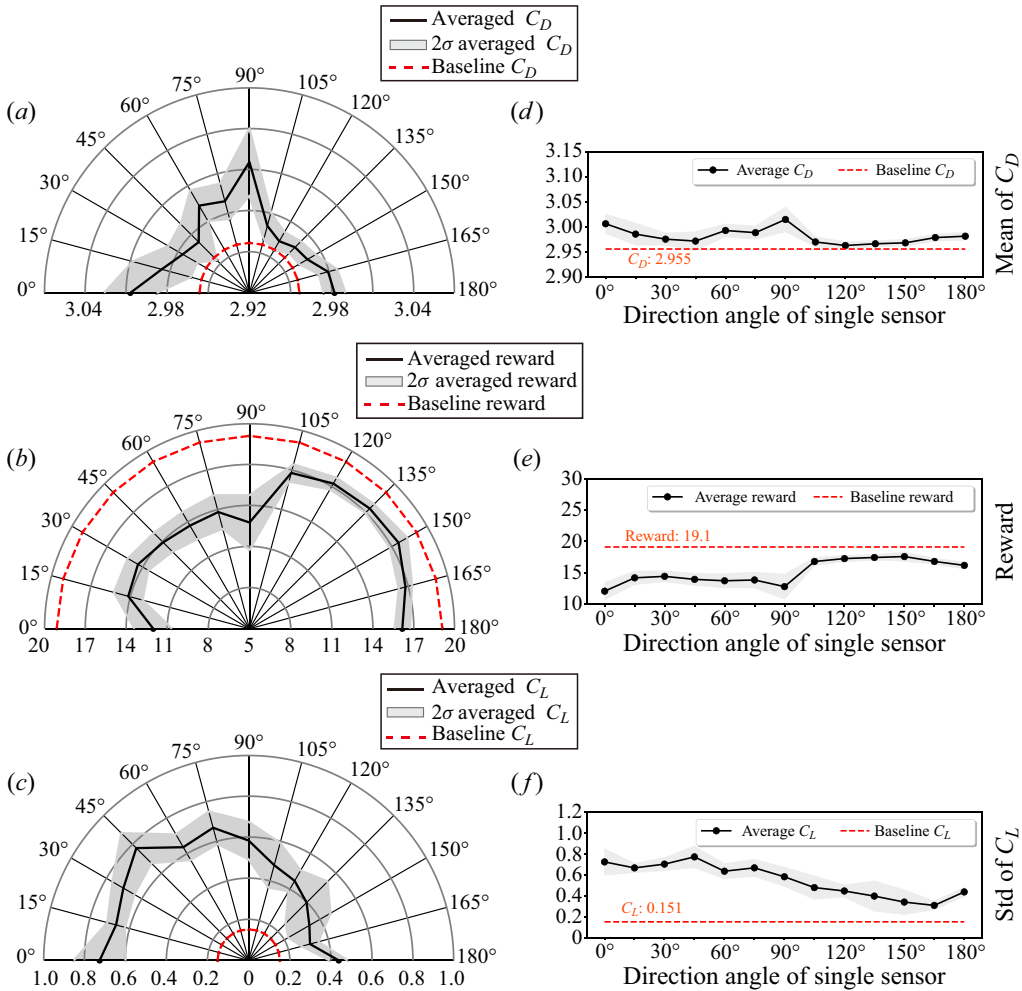 Averaged C_D
2σ averaged C_D
Baseline C_D
(a)
0°
15°
30°
45°
60°
75°
90°
105°
120°
135°
150°
165°
180°
3.04 2.98 2.92 2.98 3.04
(d)
Average C_D Baseline C_D
3.15
3.10
3.05
3.00
2.95
2.90
C_D: 2.955
0° 30° 60° 90° 120° 150° 180°
Direction angle of single sensor
Mean of C_D
Averaged reward
2σ averaged reward
Baseline reward
(b)
0°
15°
30°
45°
60°
75°
90°
105°
120°
135°
150°
165°
180°
20 17 14 11 8 5 8 11 14 17 20
(e)
Average reward Baseline reward
30
25
20
15
10
Reward: 19.1
0° 30° 60° 90° 120° 150° 180°
Direction angle of single sensor
Reward
Averaged C_L
2σ averaged C_L
Baseline C_L
(c)
0°
15°
30°
45°
60°
75°
90°
105°
120°
135°
150°
165°
180°
1.0 0.8 0.6 0.4 0.2 0 0.2 0.4 0.6 0.8 1.0
(f)
Average C_L Baseline C_L
1.2
1.0
0.8
0.6
0.4
0.2
0
C_L: 0.151
0° 30° 60° 90° 120° 150° 180°
Direction angle of single sensor
Std of C_L